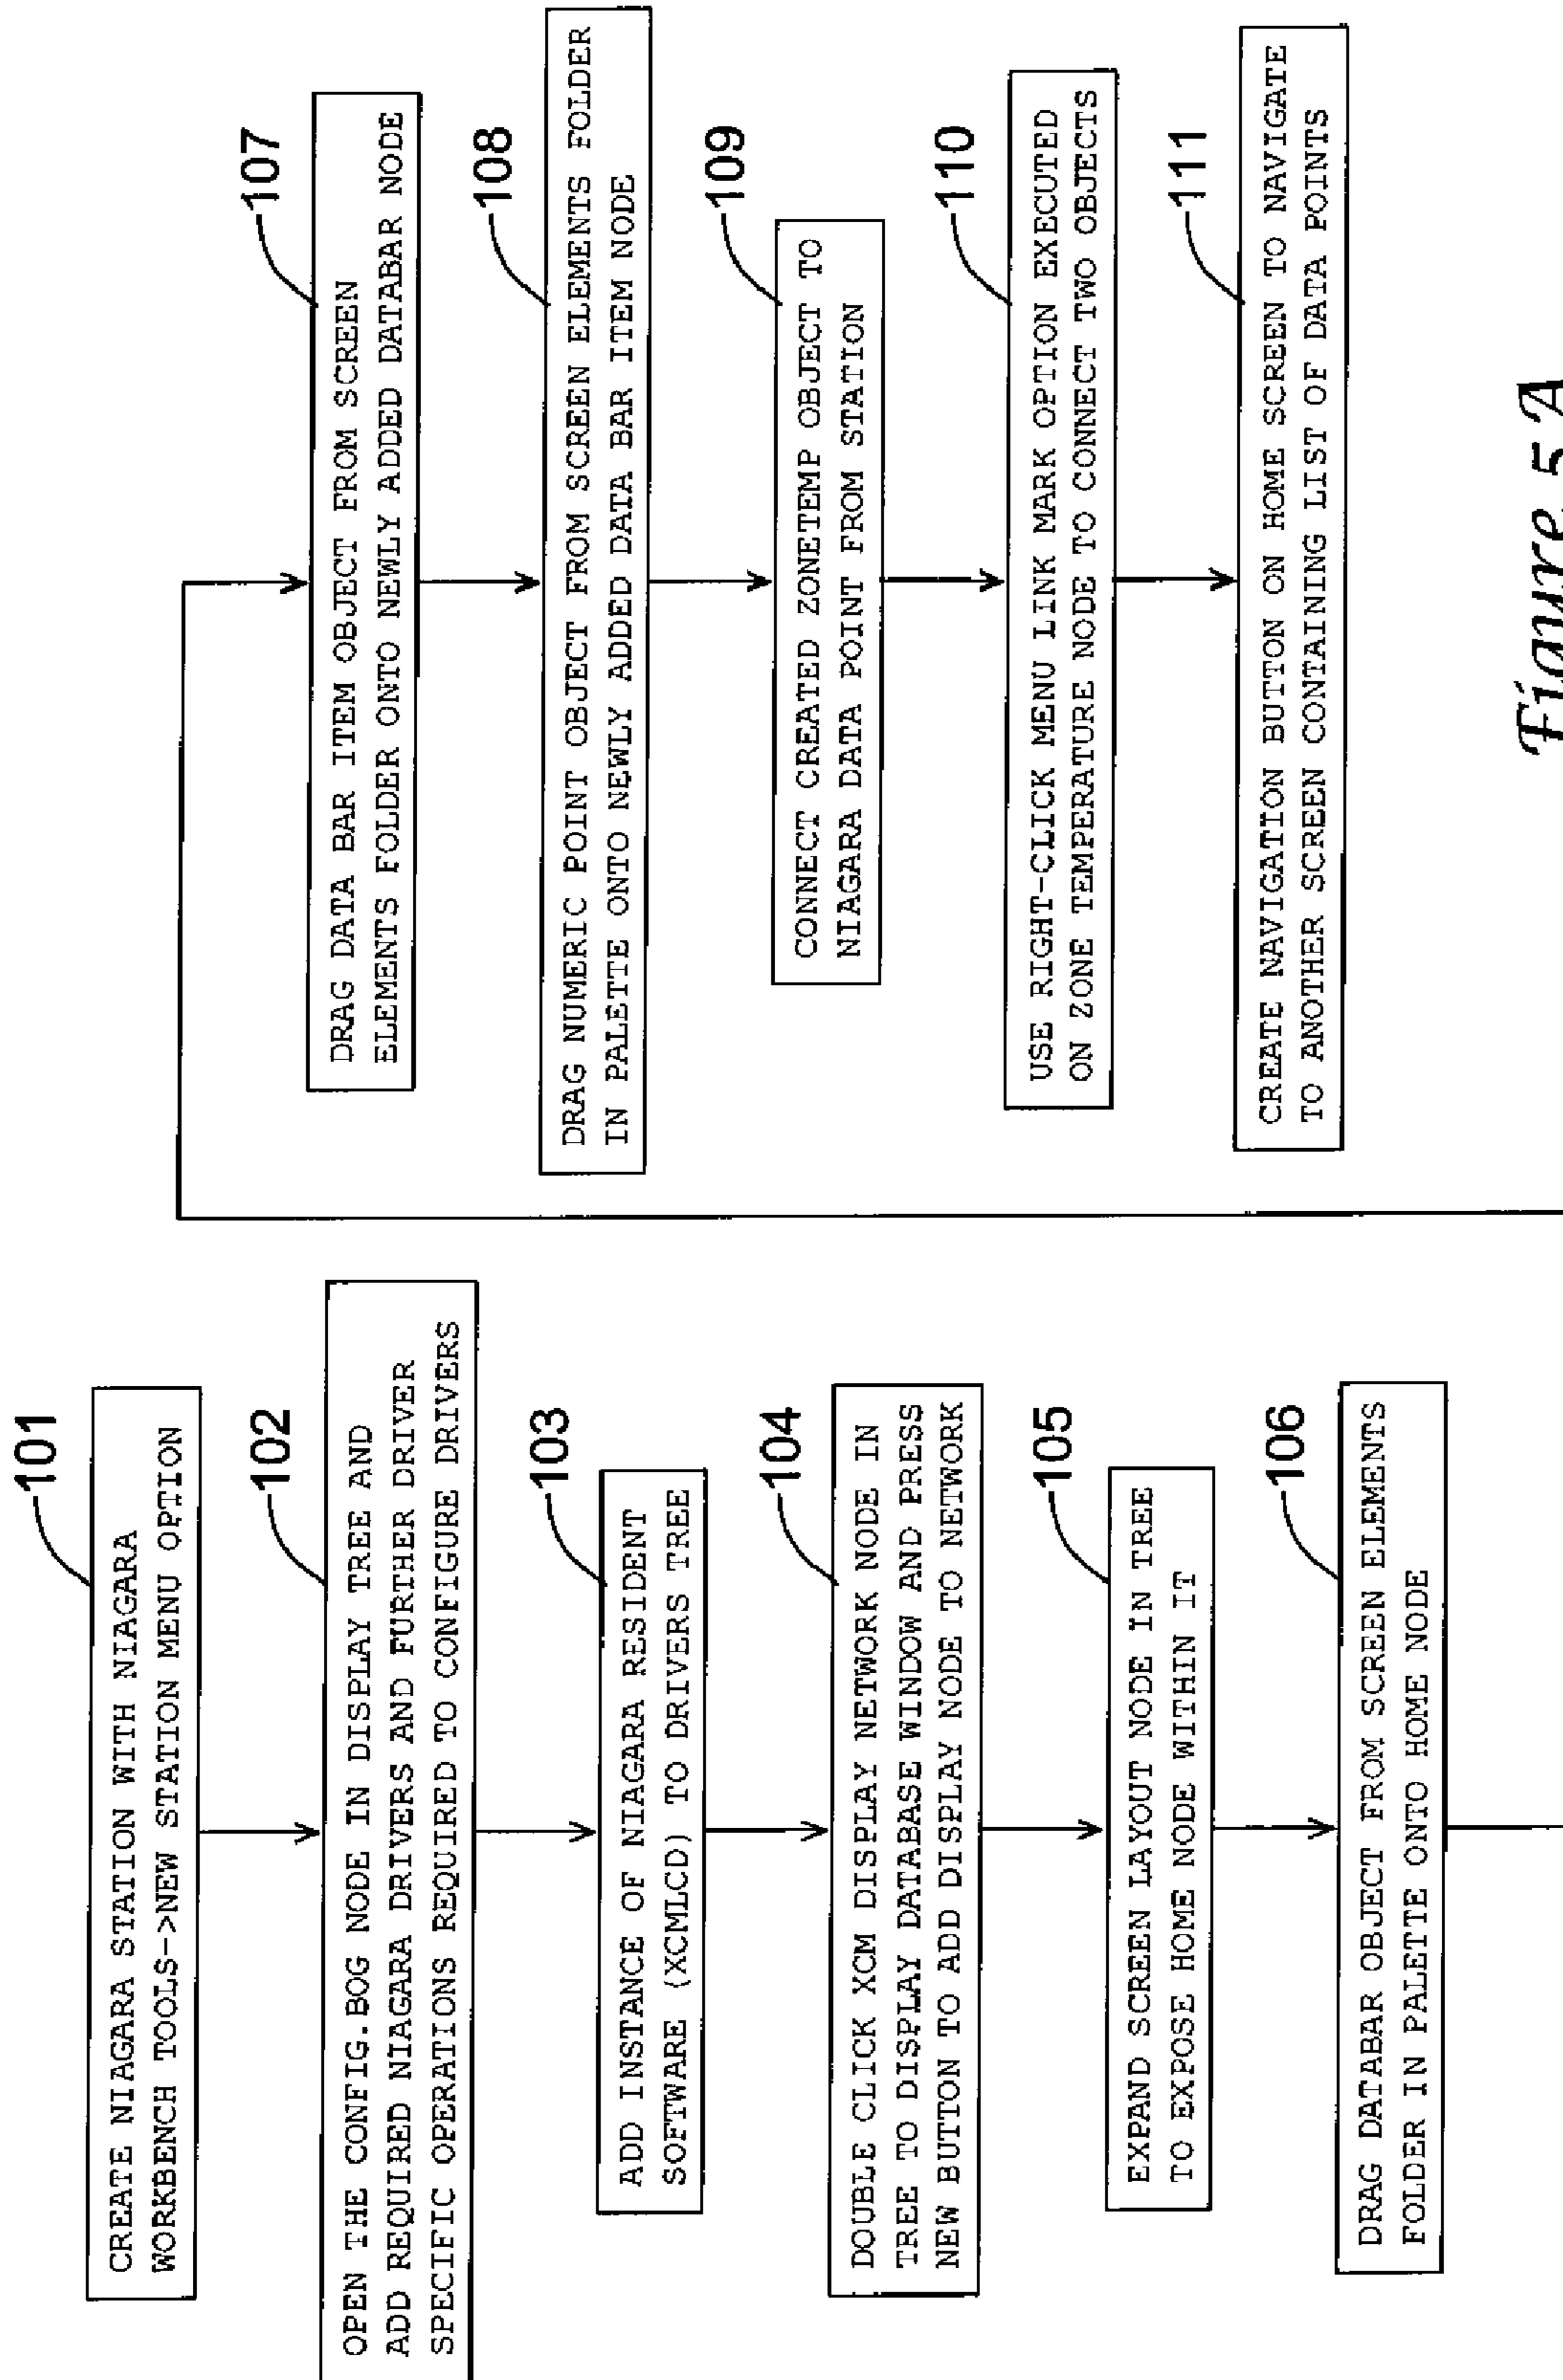 101
CREATE NIAGARA STATION WITH NIAGARA
WORKBENCH TOOLS->NEW STATION MENU OPTION
102
OPEN THE CONFIG.BOG NODE IN DISPLAY TREE AND
ADD REQUIRED NIAGARA DRIVERS AND FURTHER DRIVER
SPECIFIC OPERATIONS REQUIRED TO CONFIGURE DRIVERS
103
ADD INSTANCE OF NIAGARA RESIDENT
SOFTWARE (XCMLCD) TO DRIVERS TREE
104
DOUBLE CLICK XCM DISPLAY NETWORK NODE IN
TREE TO DISPLAY DATABASE WINDOW AND PRESS
NEW BUTTON TO ADD DISPLAY NODE TO NETWORK
105
EXPAND SCREEN LAYOUT NODE IN TREE
TO EXPOSE HOME NODE WITHIN IT
106
DRAG DATABAR OBJECT FROM SCREEN ELEMENTS
FOLDER IN PALETTE ONTO HOME NODE
107
DRAG DATA BAR ITEM OBJECT FROM SCREEN
ELEMENTS FOLDER ONTO NEWLY ADDED DATABAR NODE
108
DRAG NUMERIC POINT OBJECT FROM SCREEN ELEMENTS FOLDER
IN PALETTE ONTO NEWLY ADDED DATA BAR ITEM NODE
109
CONNECT CREATED ZONETEMP OBJECT TO
NIAGARA DATA POINT FROM STATION
110
USE RIGHT-CLICK MENU LINK MARK OPTION EXECUTED
ON ZONE TEMPERATURE NODE TO CONNECT TWO OBJECTS
111
CREATE NAVIGATION BUTTON ON HOME SCREEN TO NAVIGATE
TO ANOTHER SCREEN CONTAINING LIST OF DATA POINTS
Figure 5A